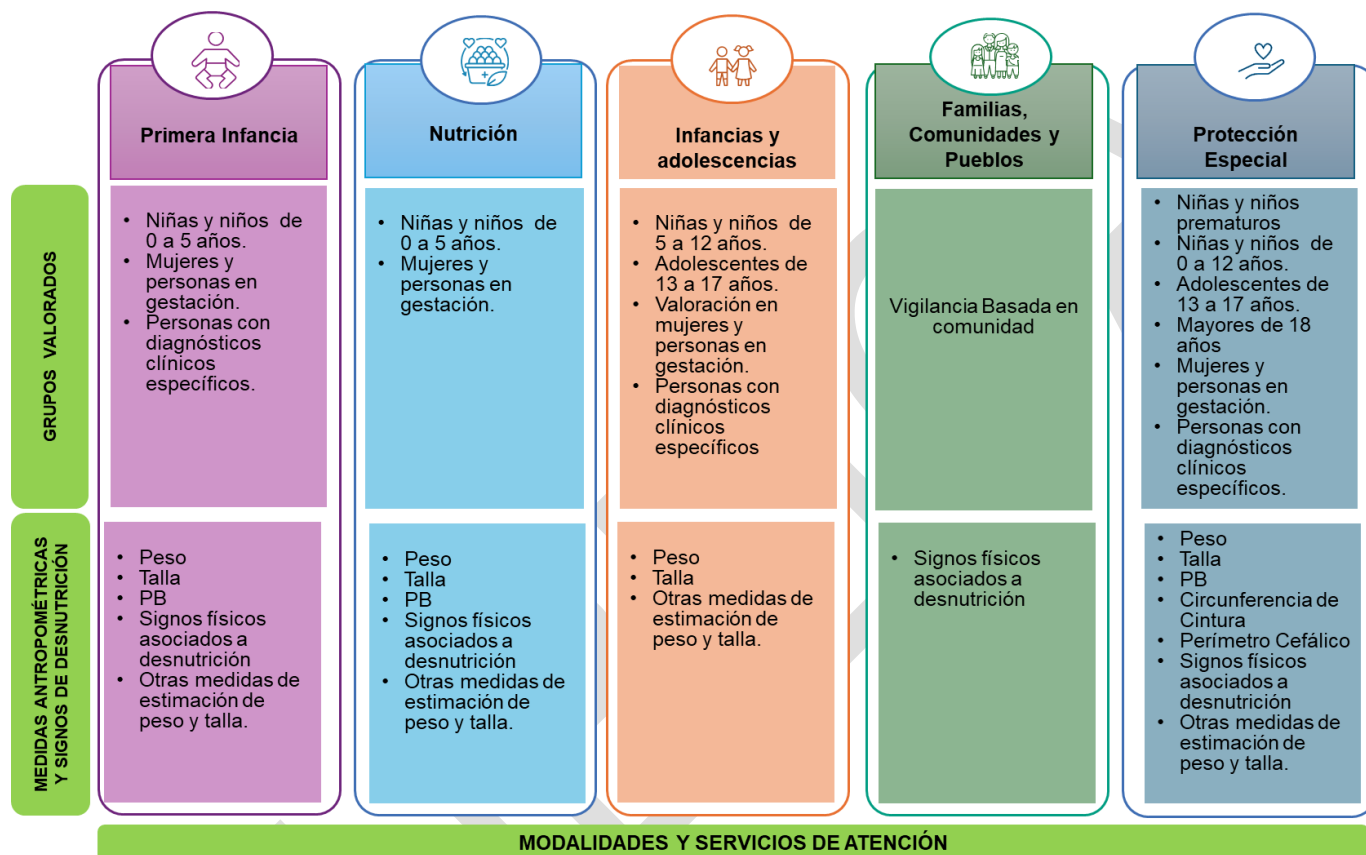 Primera Infancia
Nutrición
Infancias y
adolescencias
Familias,
Comunidades y
Pueblos
Protección
Especial
GRUPOS VALORADOS
• Niñas y niños de
0 a 5 años.
• Mujeres y
personas en
gestación.
• Personas con
diagnósticos
clínicos
específicos.
• Niñas y niños de
0 a 5 años.
• Mujeres y
personas en
gestación.
• Niñas y niños de
5 a 12 años.
• Adolescentes de
13 a 17 años.
• Valoración en
mujeres y
personas en
gestación.
• Personas con
diagnósticos
clínicos
específicos
Vigilancia Basada en
comunidad
• Niñas y niños
prematuros
• Niñas y niños de
0 a 12 años.
• Adolescentes de
13 a 17 años.
• Mayores de 18
años
• Mujeres y
personas en
gestación.
• Personas con
diagnósticos
clínicos
específicos.
MEDIDAS ANTROPOMÉTRICAS
Y SIGNOS DE DESNUTRICIÓN
• Peso
• Talla
• PB
• Signos físicos
asociados a
desnutrición
• Otras medidas de
estimación de
peso y talla.
• Peso
• Talla
• PB
• Signos físicos
asociados a
desnutrición
• Otras medidas de
estimación de
peso y talla.
• Peso
• Talla
• Otras medidas de
estimación de
peso y talla.
• Signos físicos
asociados a
desnutrición
• Peso
• Talla
• PB
• Circunferencia de
Cintura
• Perímetro Cefálico
• Signos físicos
asociados a
desnutrición
• Otras medidas de
estimación de
peso y talla.
MODALIDADES Y SERVICIOS DE ATENCIÓN